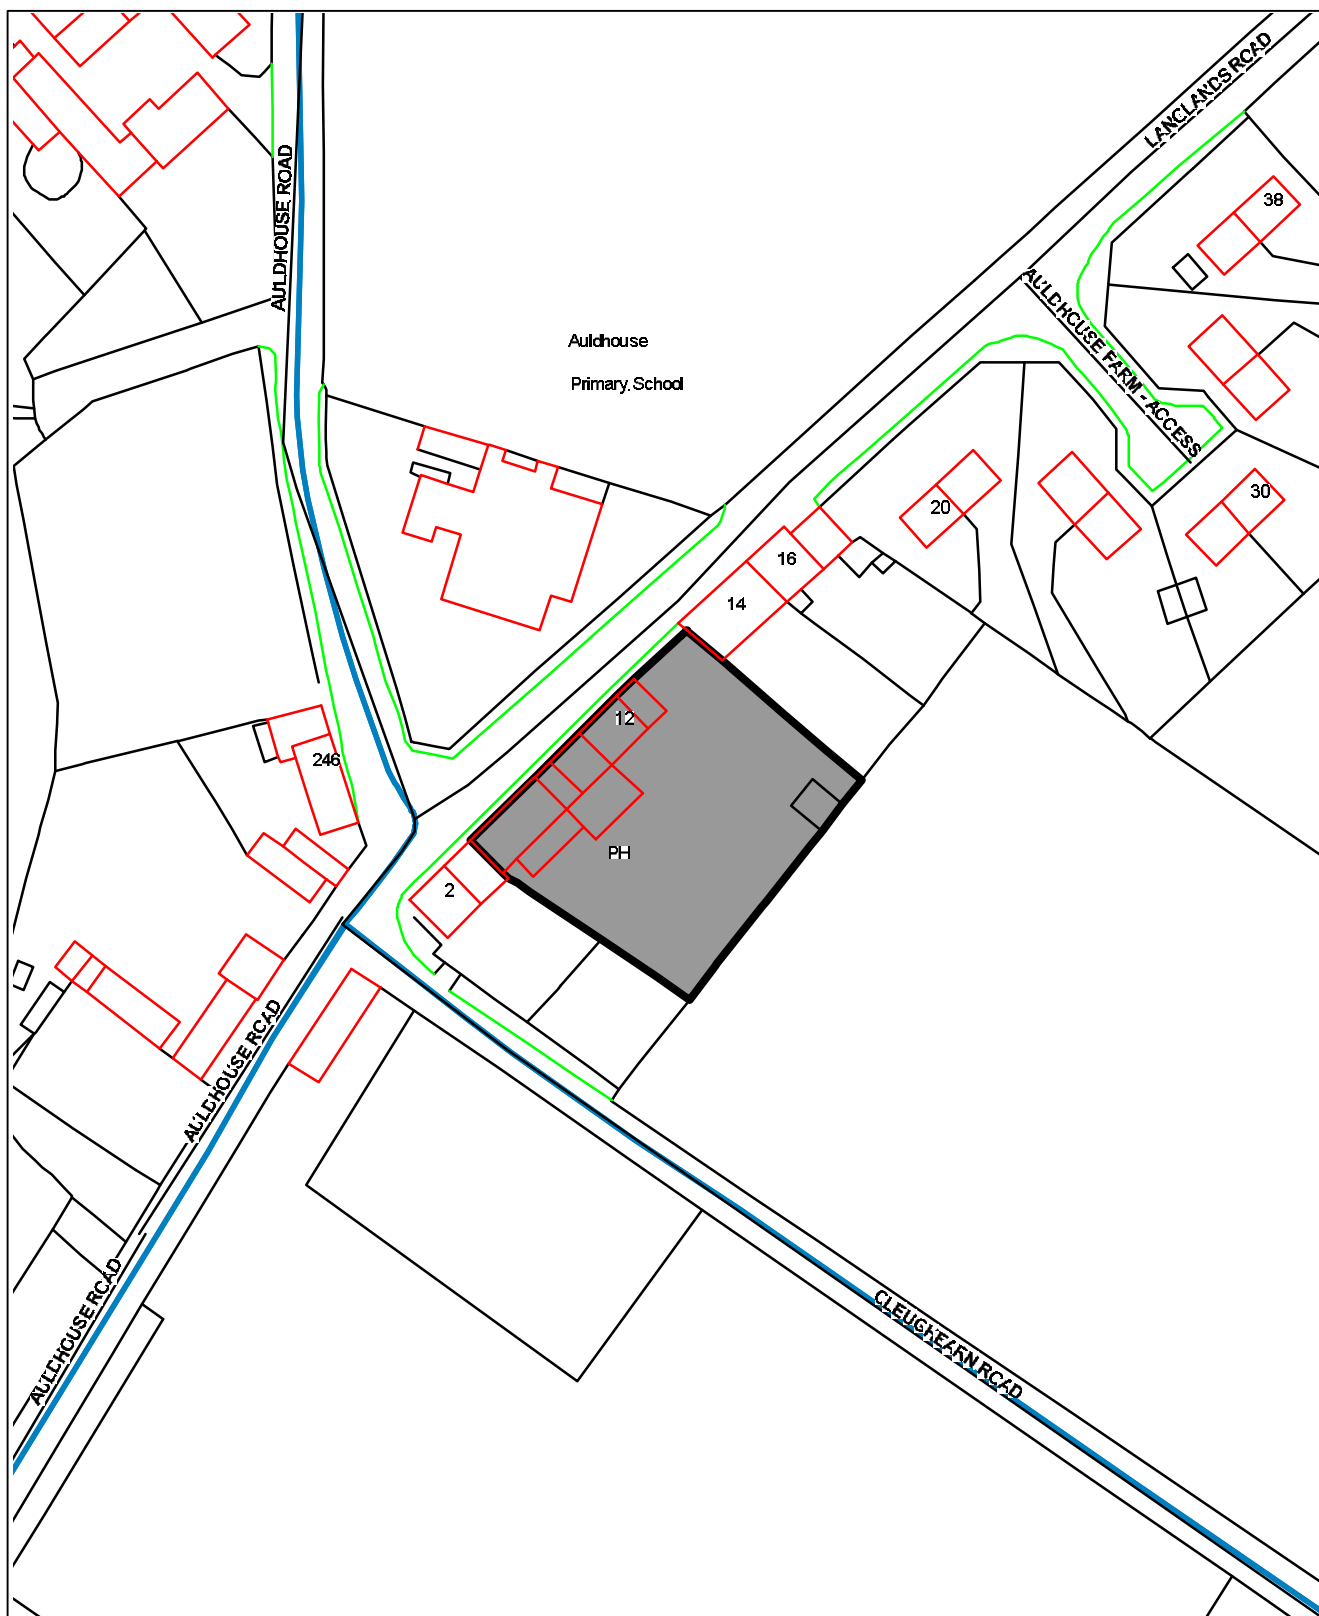 LANGLANDS ROAD
AULDHOUSE ROAD
38
Auldhouse
Primary School
AULDHOUSE FARM - ACCESS
20
30
16
14
12
246
PH
2
AULDHOUSE ROAD
AULDHOUSE ROAD
CLEUGHEARN ROAD